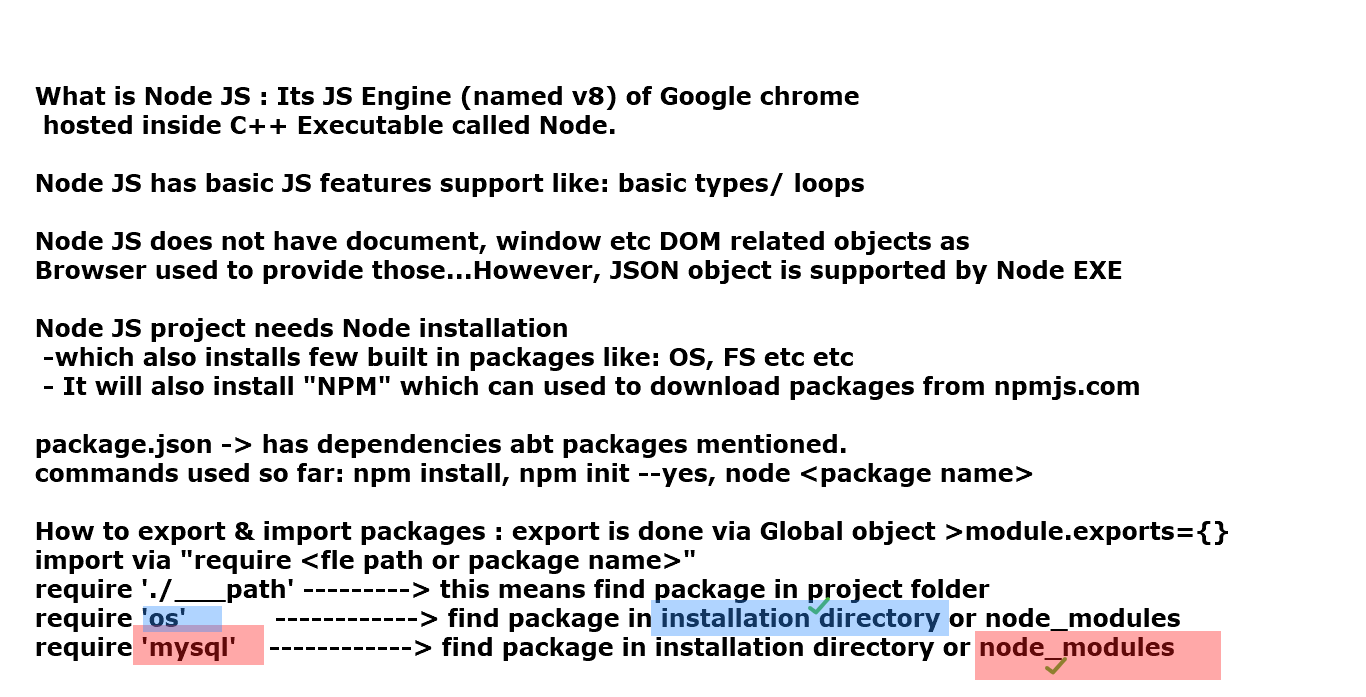 What is Node JS : Its JS Engine (named v8) of Google chrome
hosted inside C++ Executable called Node.
Node JS has basic JS features support like: basic types/ loops
Node JS does not have document, window etc DOM related objects as
Browser used to provide those...However, JSON object is supported by Node EXE
Node JS project needs Node installation
-which also installs few built in packages like: OS, FS etc etc
- It will also install "NPM" which can used to download packages from npmjs.com
package.json -> has dependencies abt packages mentioned.
commands used so far: npm install, npm init --yes, node <package name>
How to export & import packages : export is done via Global object >module.exports={}
import via "require <fle path or package name>"
require './____path' ---------> this means find package in project folder
require 'os' ------------> find package in installation directory or node_modules
require 'mysql' ------------> find package in installation directory or node_modules